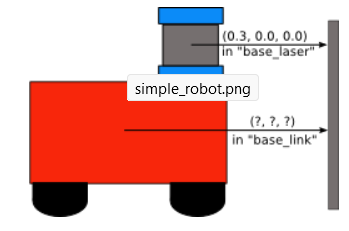 (0.3, 0.0, 0.0)
in "base_laser"
simple_robot.png
(?, ?, ?)
in "base_link"